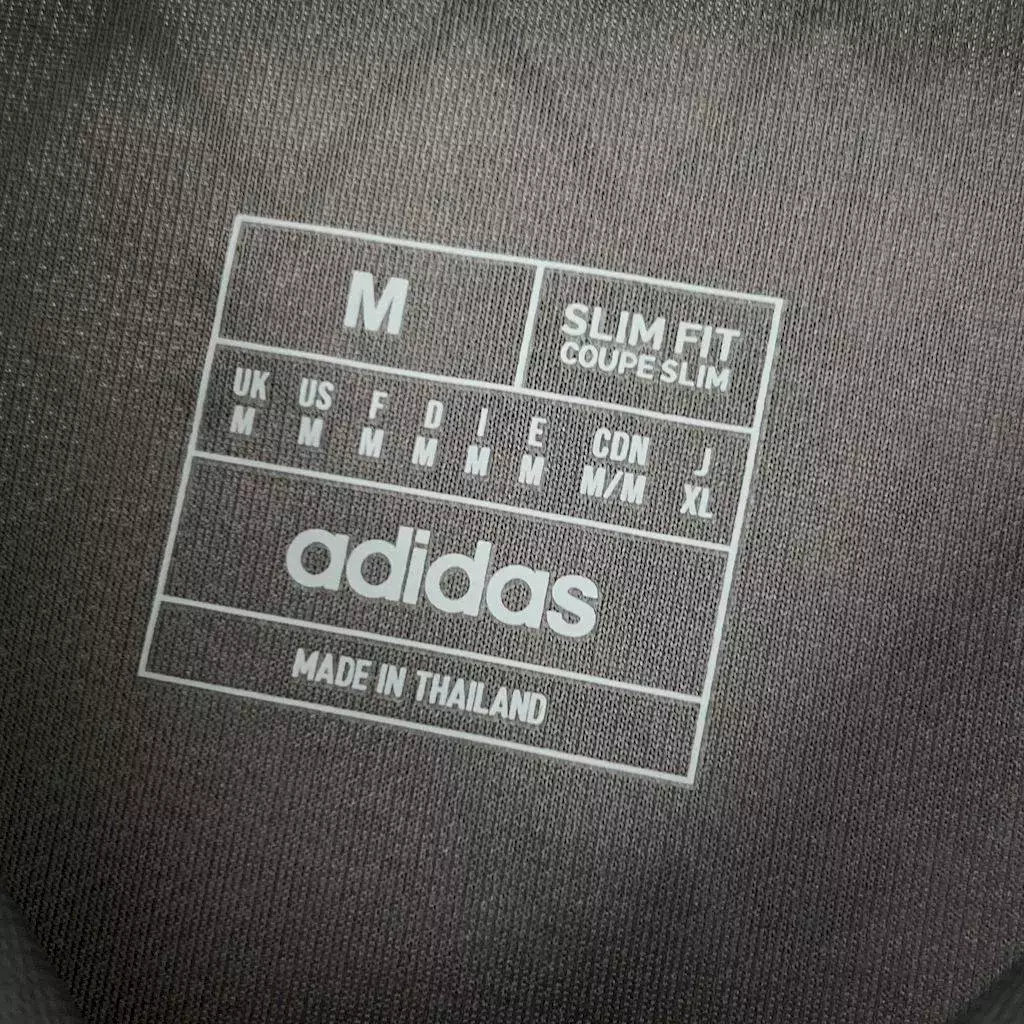 M
SLIM FIT
COUPE SLIM
UK US F D I E CDN J
M M M M M M M/M XL
adidas
MADE IN THAILAND